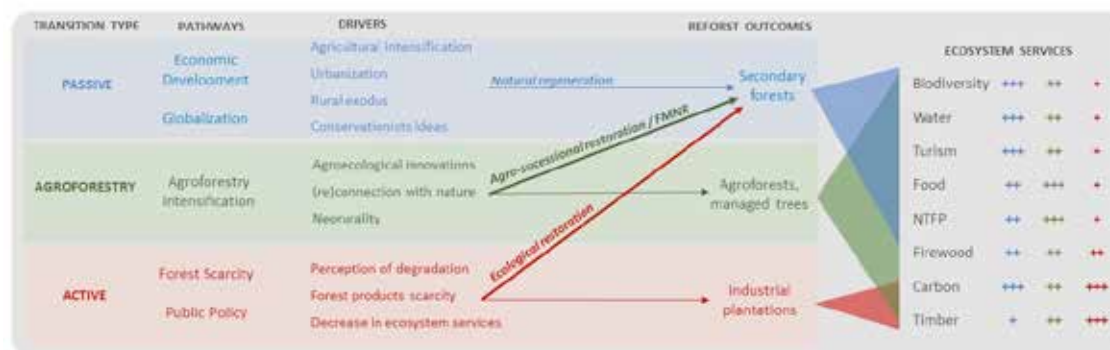 TRANSITION TYPE PATHWAYS DRIVERS REFORST OUTCOMES
ECOSYSTEM SERVICES
PASSIVE
Economic
Development
Globalization
Agricultural Intensification
Urbanization
Rural exodus
Conservationists Ideas
Natural regeneration
Secondary
forests
AGROFORESTRY
Agroforestry
Intensification
Agroecological innovations
(re)connection with nature
Neorurality
Agro-sucessional restoration / FMNR
Agroforests,
managed trees
ACTIVE
Forest Scarcity
Public Policy
Perception of degradation
Forest products scarcity
Decrease in ecosystem services
Ecological restoration
Industrial
plantations
Biodiversity +++ ++ +
Water +++ ++ +
Turism +++ ++ +
Food ++ +++ +
NTFP ++ +++ +
Firewood ++ ++ ++
Carbon +++ ++ +++
Timber + ++ +++